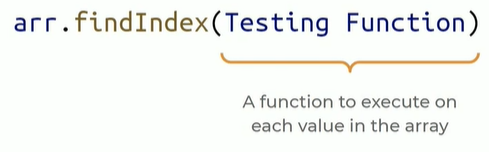 arr.findIndex(Testing Function)
A function to execute on
each value in the array